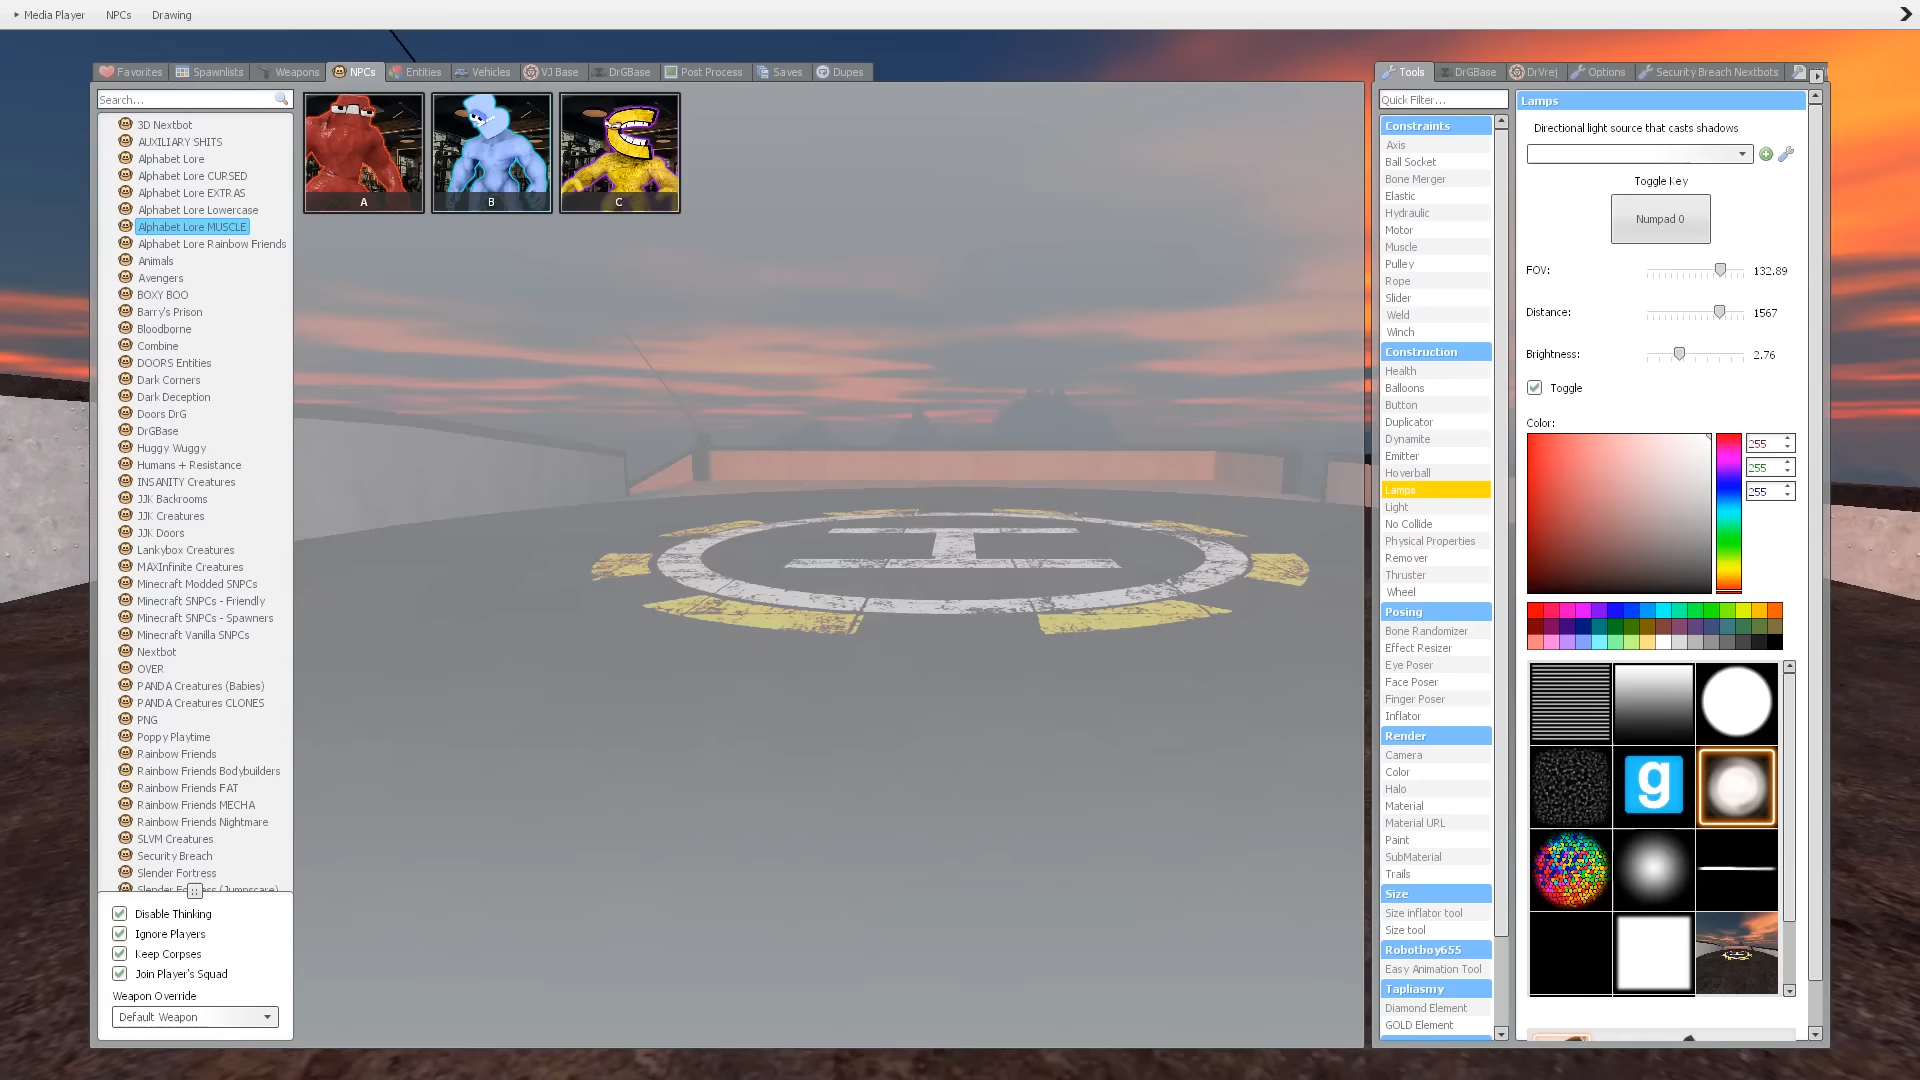 Media Player NPCs Drawing
Favorites Spawnlists Weapons NPCs Entities Vehicles VJ Base DrGBase Post Process Saves Dupes
Search...
3D Nextbot
AUXILIARY SHITS
Alphabet Lore
Alphabet Lore CURSED
Alphabet Lore EXTRAS
Alphabet Lore Lowercase
Alphabet Lore MUSCLE
Alphabet Lore Rainbow Friends
Animals
Avengers
BOXY BOO
Barry's Prison
Bloodborne
Combine
DOORS Entities
Dark Corners
Dark Deception
Doors DrG
DrGBase
Huggy Wuggy
Humans + Resistance
INSANITY Creatures
JJK Backrooms
JJK Creatures
JJK Doors
Lankybox Creatures
MAXInfinite Creatures
Minecraft Modded SNPCs
Minecraft SNPCs - Friendly
Minecraft SNPCs - Spawners
Minecraft Vanilla SNPCs
Nextbot
OVER
PANDA Creatures (Babies)
PANDA Creatures CLONES
PNG
Poppy Playtime
Rainbow Friends
Rainbow Friends Bodybuilders
Rainbow Friends FAT
Rainbow Friends MECHA
Rainbow Friends Nightmare
SLVM Creatures
Security Breach
Slender Fortress
Disable Thinking
Ignore Players
Keep Corpses
Join Player's Squad
Weapon Override
Default Weapon
A B C
H
Tools DrGBase DrVrej Options Security Breach Nextbots
Quick Filter...
Constraints
Axis
Ball Socket
Bone Merger
Elastic
Hydraulic
Motor
Muscle
Pulley
Rope
Slider
Weld
Winch
Construction
Health
Balloons
Button
Duplicator
Dynamite
Emitter
Hoverball
Lamps
Light
No Collide
Physical Properties
Remover
Thruster
Wheel
Posing
Bone Randomizer
Effect Resizer
Eye Poser
Face Poser
Finger Poser
Inflator
Render
Camera
Color
Halo
Material
Material URL
Paint
SubMaterial
Trails
Size
Size inflator tool
Size tool
Robotboy655
Easy Animation Tool
Tapliasmy
Diamond Element
GOLD Element
Lamps
Directional light source that casts shadows
Toggle Key
Numpad 0
FOV: 132.89
Distance: 1567
Brightness: 2.76
Toggle
Color:
255
255
255
g